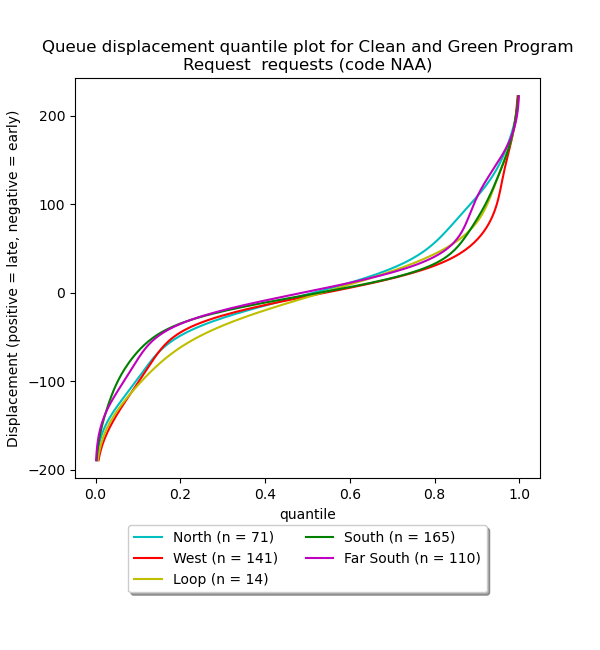 Queue displacement quantile plot for Clean and Green Program
Request  requests (code NAA)
Displacement (positive = late, negative = early)
200
100
0
−100
−200
0.0 0.2 0.4 0.6 0.8 1.0
quantile
North (n = 71)
West (n = 141)
Loop (n = 14)
South (n = 165)
Far South (n = 110)